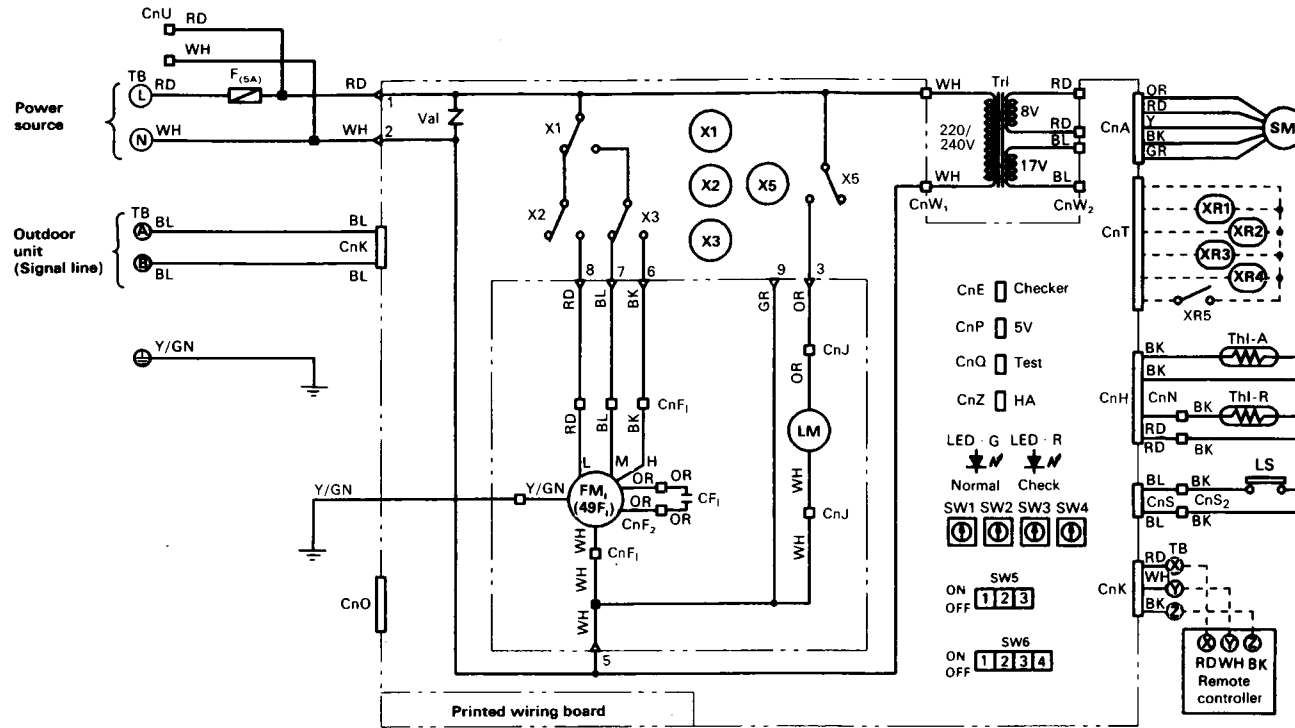 CnU RD
WH
TB
L RD F(5A) RD 1
Power source
N WH WH 2
Val
X1
X2
X3
X1
X2
X3
X5
X5
WH TrI RD
8V
220/240V
RD
BL
17V
WH BL
CnW1 CnW2
OR
RD
CnA Y SM
BK
GR
TB
A BL BL
Outdoor unit (Signal line)
CnK
B BL BL
CnT
XR1
XR2
XR3
XR4
XR5
8 7 6 9 3
RD BL BK GR OR
CnE Checker
CnP 5V
CnQ Test
CnZ HA
Y/GN
CnJ
OR
CnF1
RD BL BK
LM
BK ThI-A
BK
CnH CnN BK ThI-R
RD
RD BK
L M H
LED · G LED · R
Normal Check
OR OR
Y/GN Y/GN FM1 (49F1) CF1
OR OR
CnF2
WH
CnF1
WH
WH
WH
CnJ
WH
5
SW1 SW2 SW3 SW4
BL BK LS
CnS CnS2
BL BK
CnO
SW5
ON
OFF
1 2 3
SW6
ON
OFF
1 2 3 4
RD TB X
CnK WH Y
BK Z
X Y Z
RD WH BK
Remote controller
Printed wiring board